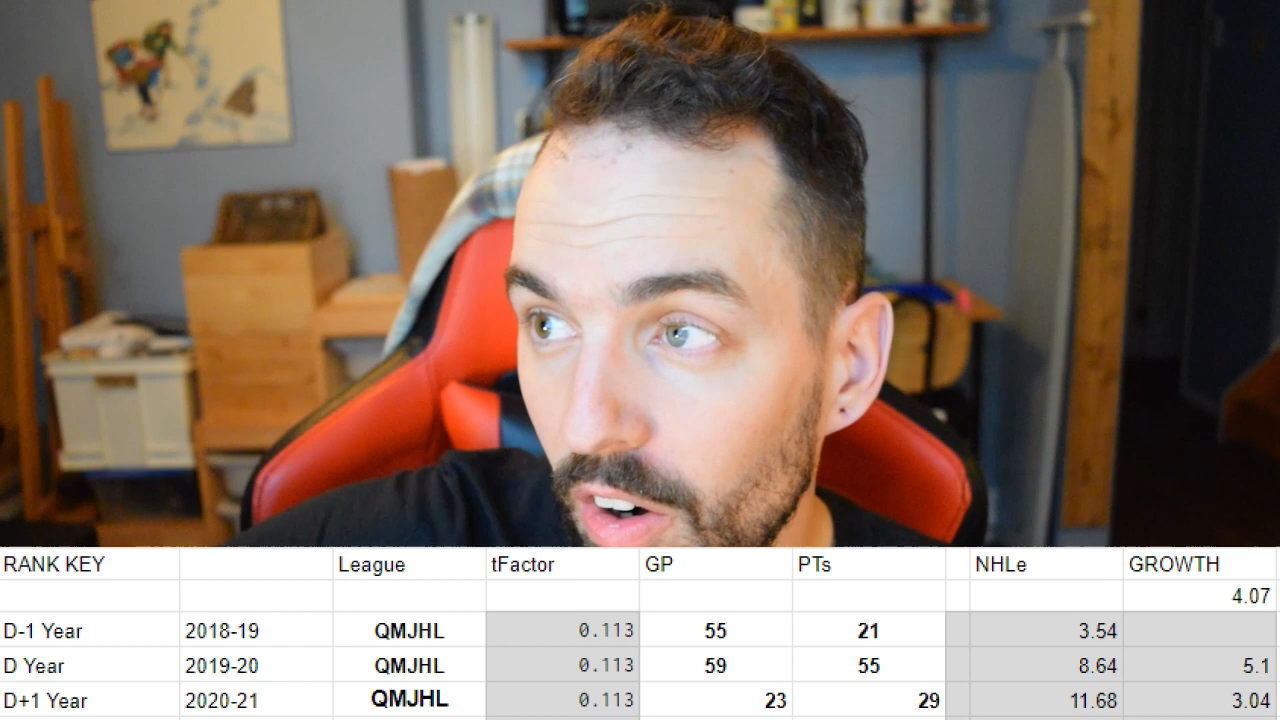 RANK KEY League tFactor GP PTs NHLe GROWTH
4.07
D-1 Year 2018-19 QMJHL 0.113 55 21 3.54
D Year 2019-20 QMJHL 0.113 59 55 8.64 5.1
D+1 Year 2020-21 QMJHL 0.113 23 29 11.68 3.04